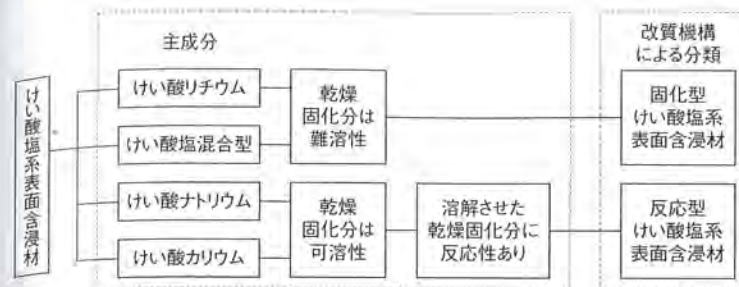 けい酸塩系表面含浸材
主成分
けい酸リチウム
けい酸塩混合型
けい酸ナトリウム
けい酸カリウム
乾燥
固化分は
難溶性
乾燥
固化分は
可溶性
溶解させた
乾燥固化分に
反応性あり
改質機構
による分類
固化型
けい酸塩系
表面含浸材
反応型
けい酸塩系
表面含浸材